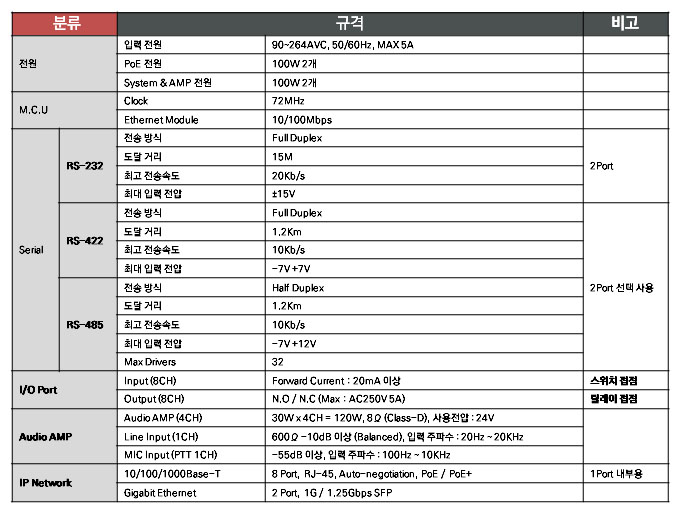 분류 규격 비고
전원 입력 전원 90~264AVC, 50/60Hz, MAX 5A
PoE 전원 100W 2개
System & AMP 전원 100W 2개
M.C.U Clock 72MHz
Ethernet Module 10/100Mbps
Serial RS-232 전송 방식 Full Duplex 2Port
도달 거리 15M
최고 전송속도 20Kb/s
최대 입력 전압 ±15V
RS-422 전송 방식 Full Duplex 2Port 선택 사용
도달 거리 1.2Km
최고 전송속도 10Kb/s
최대 입력 전압 -7V +7V
RS-485 전송 방식 Half Duplex
도달 거리 1.2Km
최고 전송속도 10Kb/s
최대 입력 전압 -7V +12V
Max Drivers 32
I/O Port Input (8CH) Forward Current : 20mA 이상 스위치 접점
Output (8CH) N.O / N.C (Max : AC250V 5A) 릴레이 접점
Audio AMP Audio AMP (4CH) 30W x 4CH = 120W, 8Ω (Class-D), 사용전압 : 24V
Line Input (1CH) 600Ω -10dB 이상 (Balanced), 입력 주파수 : 20Hz ~ 20KHz
MIC Input (PTT 1CH) -55dB 이상, 입력 주파수 : 100Hz ~ 10KHz
IP Network 10/100/1000Base-T 8 Port, RJ-45, Auto-negotiation, PoE / PoE+ 1Port 내부용
Gigabit Ethernet 2 Port, 1G / 1.25Gbps SFP